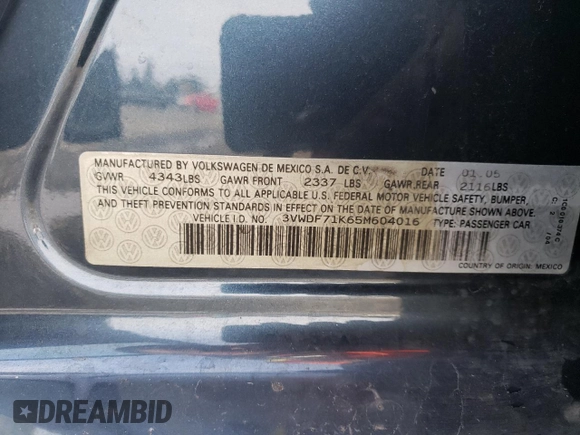 MANUFACTURED BY VOLKSWAGEN DE MEXICO S.A. DE C.V. DATE 01.05
GVWR 4343LBS GAWR FRONT 2337 LBS GAWR.REAR 2116LBS
THIS VEHICLE CONFORMS TO ALL APPLICABLE U.S. FEDERAL MOTOR VEHICLE SAFETY, BUMPER,
AND THEFT PREVENTION STANDARDS IN EFFECT ON THE DATE OF MANUFACTURE SHOWN ABOVE.
VEHICLE I.D. NO. 3VWDF71K65M604016 TYPE: PASSENGER CAR
COUNTRY OF ORIGIN: MEXICO
DREAMBID